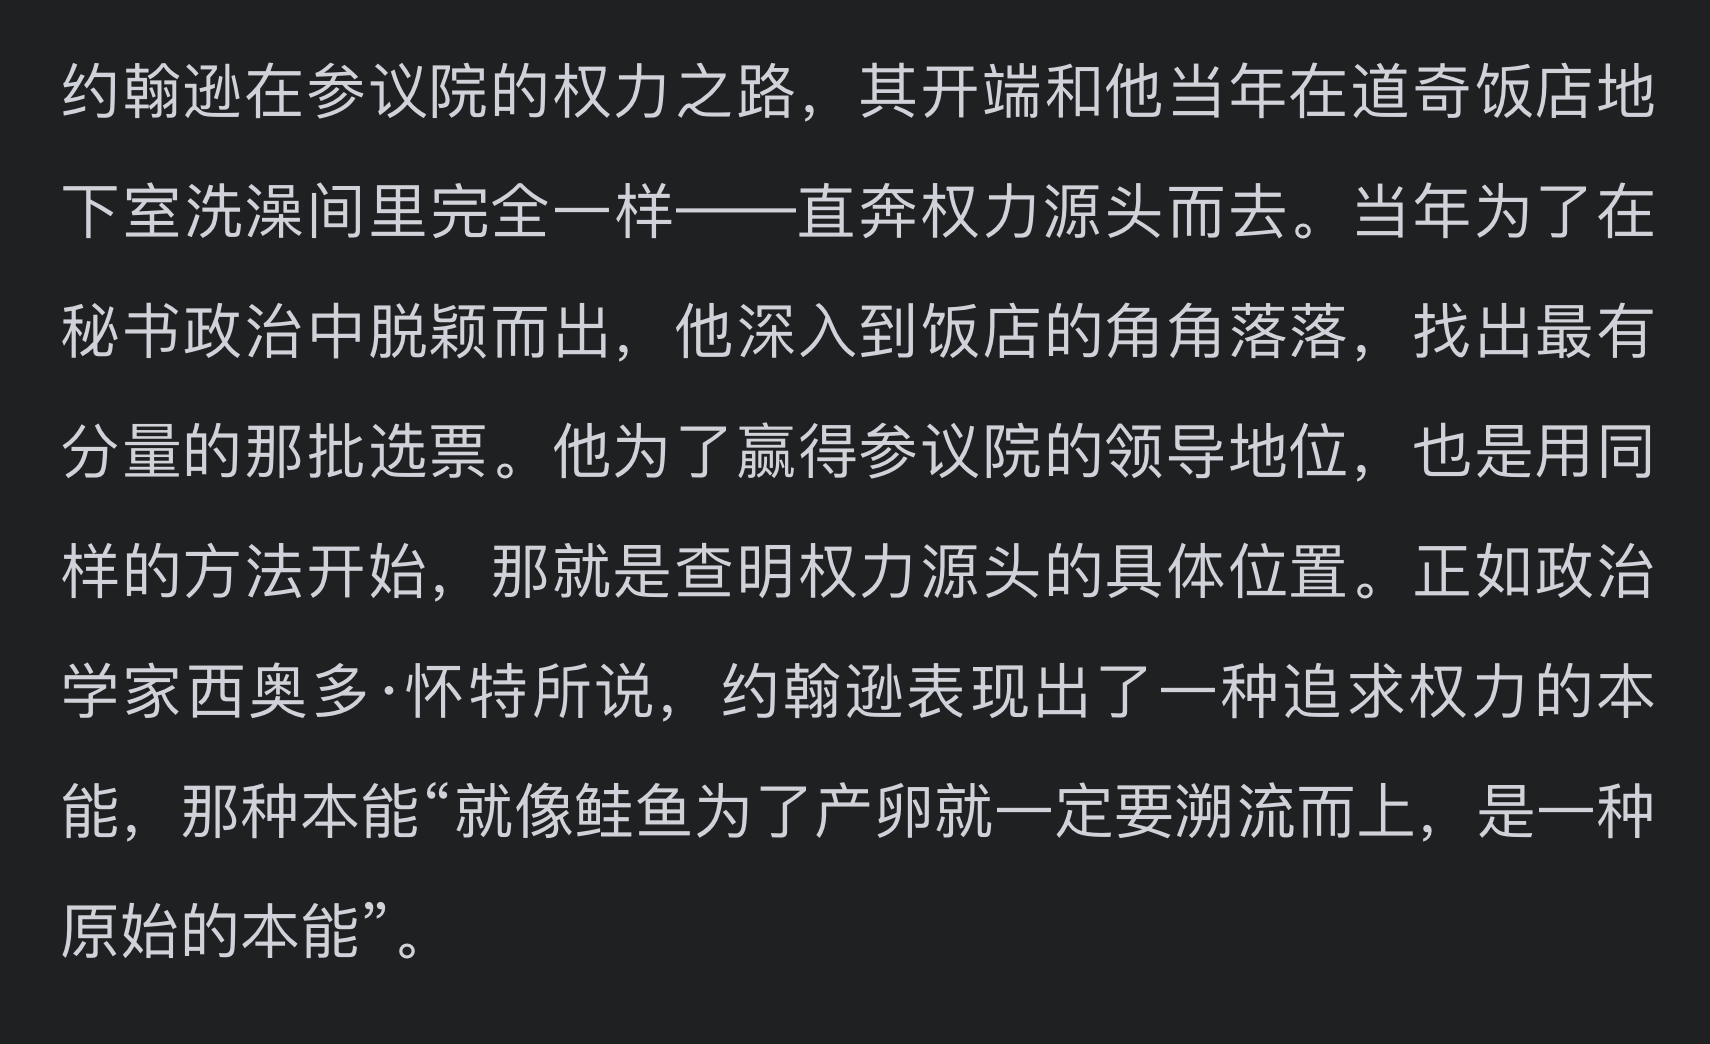 约翰逊在参议院的权力之路，其开端和他当年在道奇饭店地
下室洗澡间里完全一样——直奔权力源头而去。当年为了在
秘书政治中脱颖而出，他深入到饭店的角角落落，找出最有
分量的那批选票。他为了赢得参议院的领导地位，也是用同
样的方法开始，那就是查明权力源头的具体位置。正如政治
学家西奥多·怀特所说，约翰逊表现出了一种追求权力的本
能，那种本能“就像鲑鱼为了产卵就一定要溯流而上，是一种
原始的本能”。